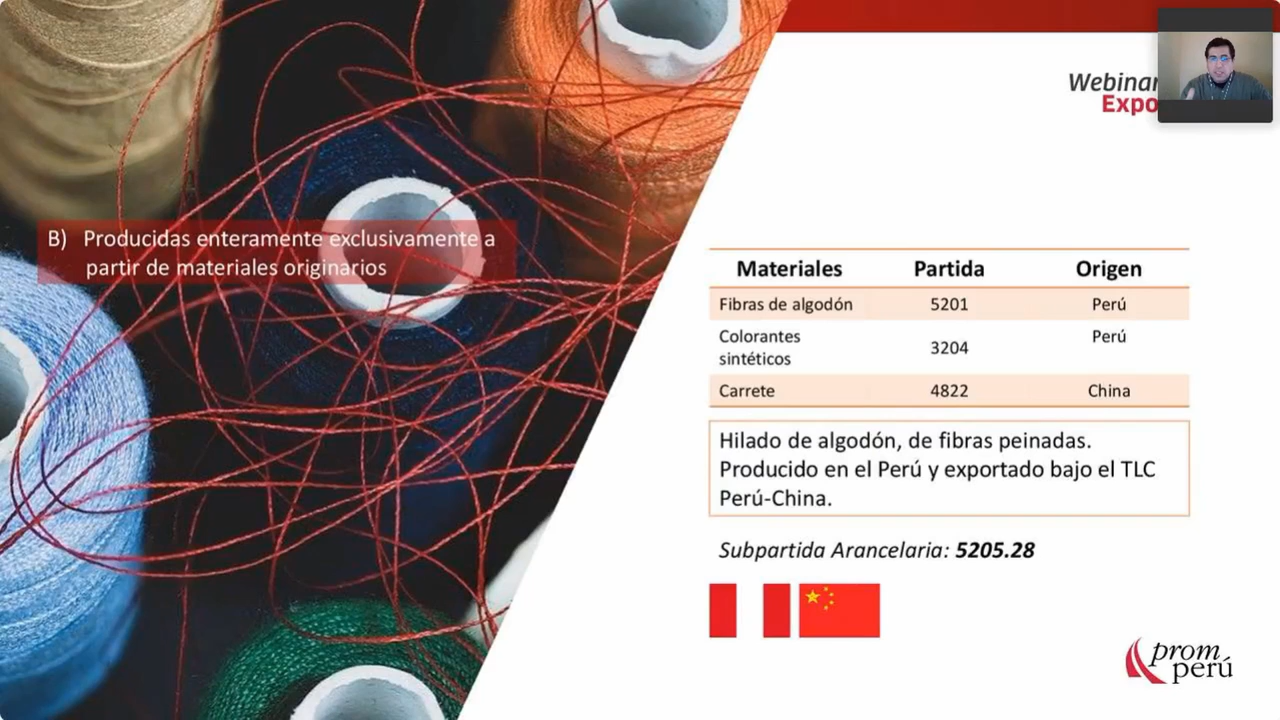 Webinar
Expo
B) Producidas enteramente exclusivamente a
partir de materiales originarios
Materiales Partida Origen
Fibras de algodón 5201 Perú
Colorantes
sintéticos 3204 Perú
Carrete 4822 China
Hilado de algodón, de fibras peinadas.
Producido en el Perú y exportado bajo el TLC
Perú-China.
Subpartida Arancelaria: 5205.28
prom
perú